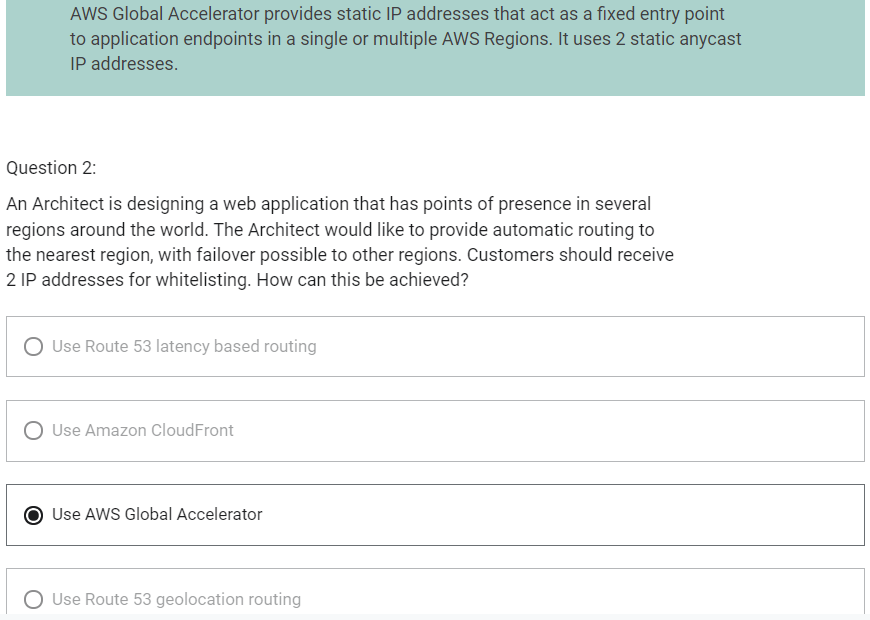 AWS Global Accelerator provides static IP addresses that act as a fixed entry point
to application endpoints in a single or multiple AWS Regions. It uses 2 static anycast
IP addresses.
Question 2:
An Architect is designing a web application that has points of presence in several
regions around the world. The Architect would like to provide automatic routing to
the nearest region, with failover possible to other regions. Customers should receive
2 IP addresses for whitelisting. How can this be achieved?
Use Route 53 latency based routing
Use Amazon CloudFront
Use AWS Global Accelerator
Use Route 53 geolocation routing